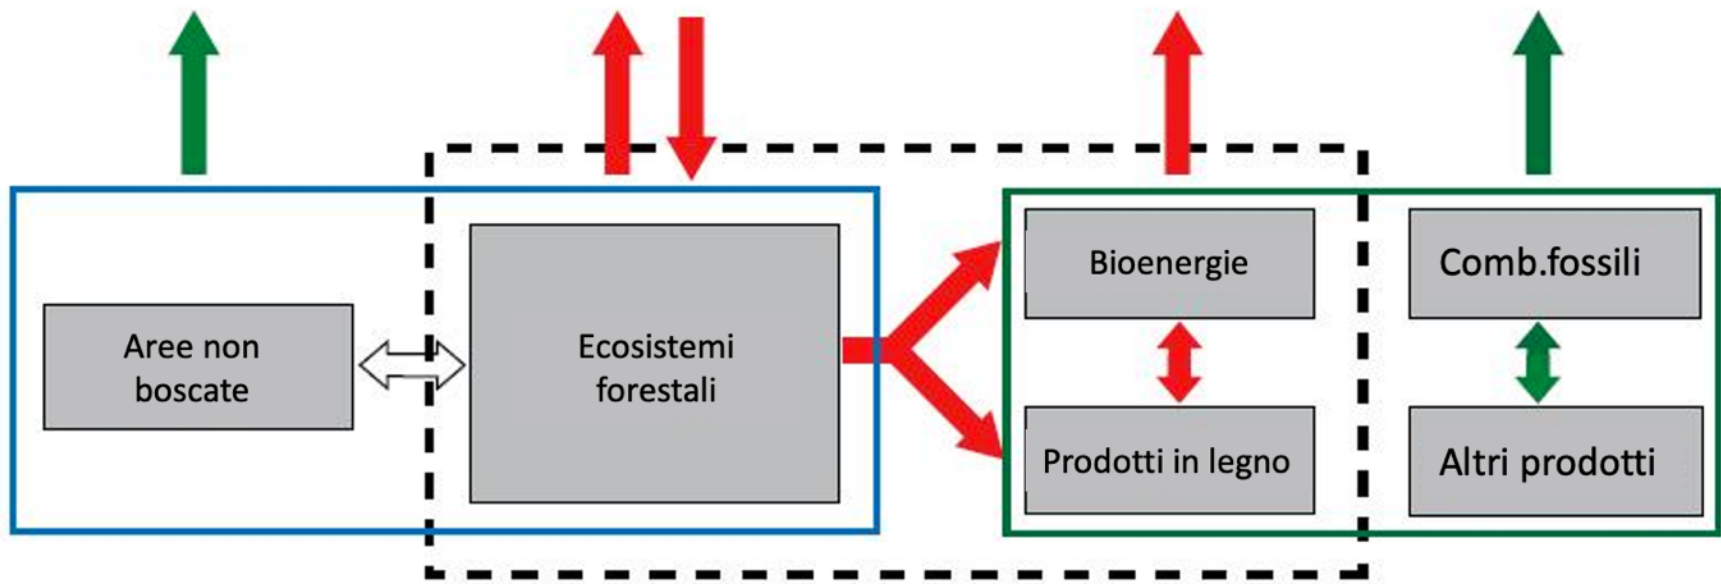 Aree non
boscate
Ecosistemi
forestali
Bioenergie
Prodotti in legno
Comb.fossili
Altri prodotti